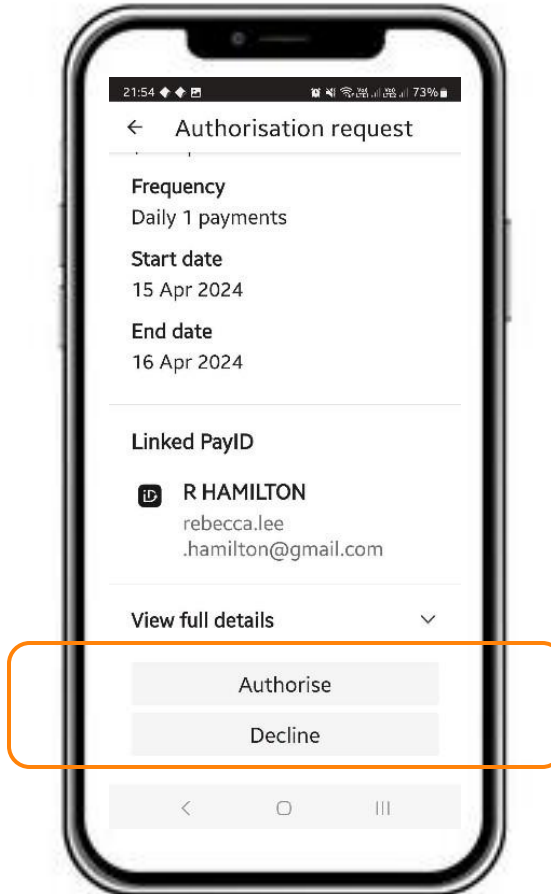 21:54 73%
← Authorisation request
Frequency
Daily 1 payments
Start date
15 Apr 2024
End date
16 Apr 2024
Linked PayID
iD R HAMILTON
rebecca.lee
.hamilton@gmail.com
View full details
Authorise
Decline